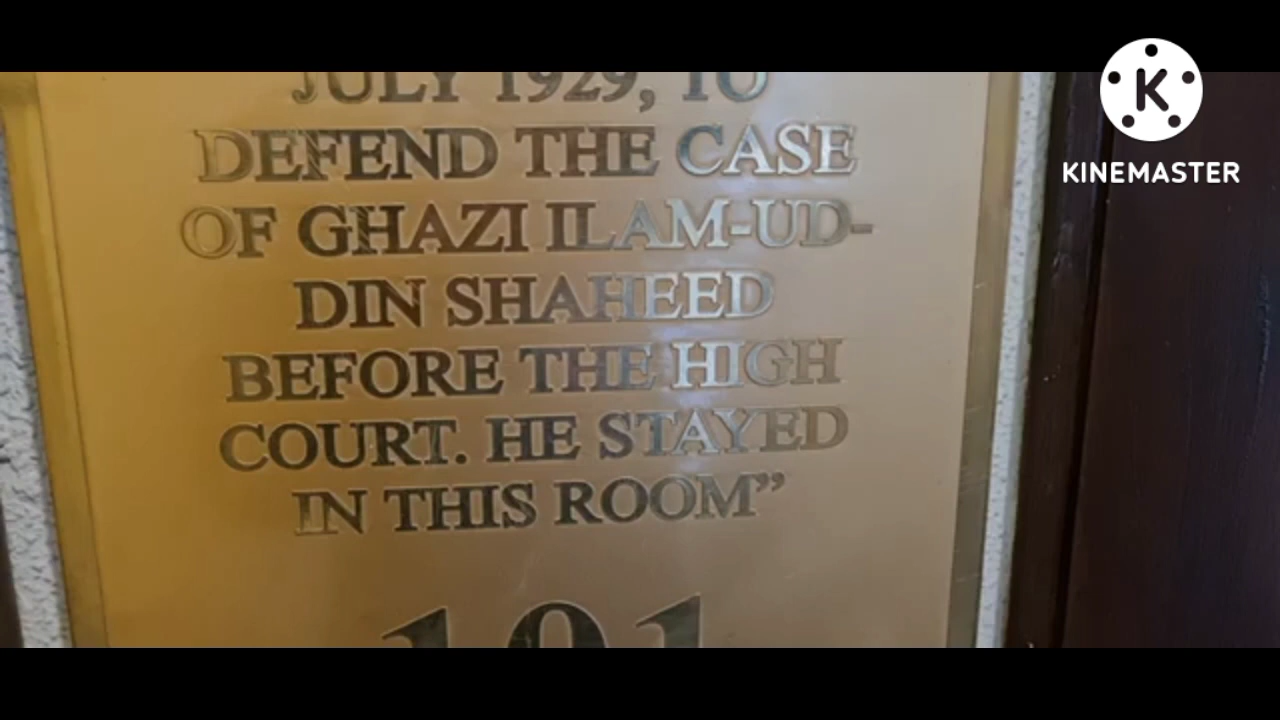 JULY 1929, TO
DEFEND THE CASE
OF GHAZI ILAM-UD-
DIN SHAHEED
BEFORE THE HIGH
COURT. HE STAYED
IN THIS ROOM”
101
K
KINEMASTER